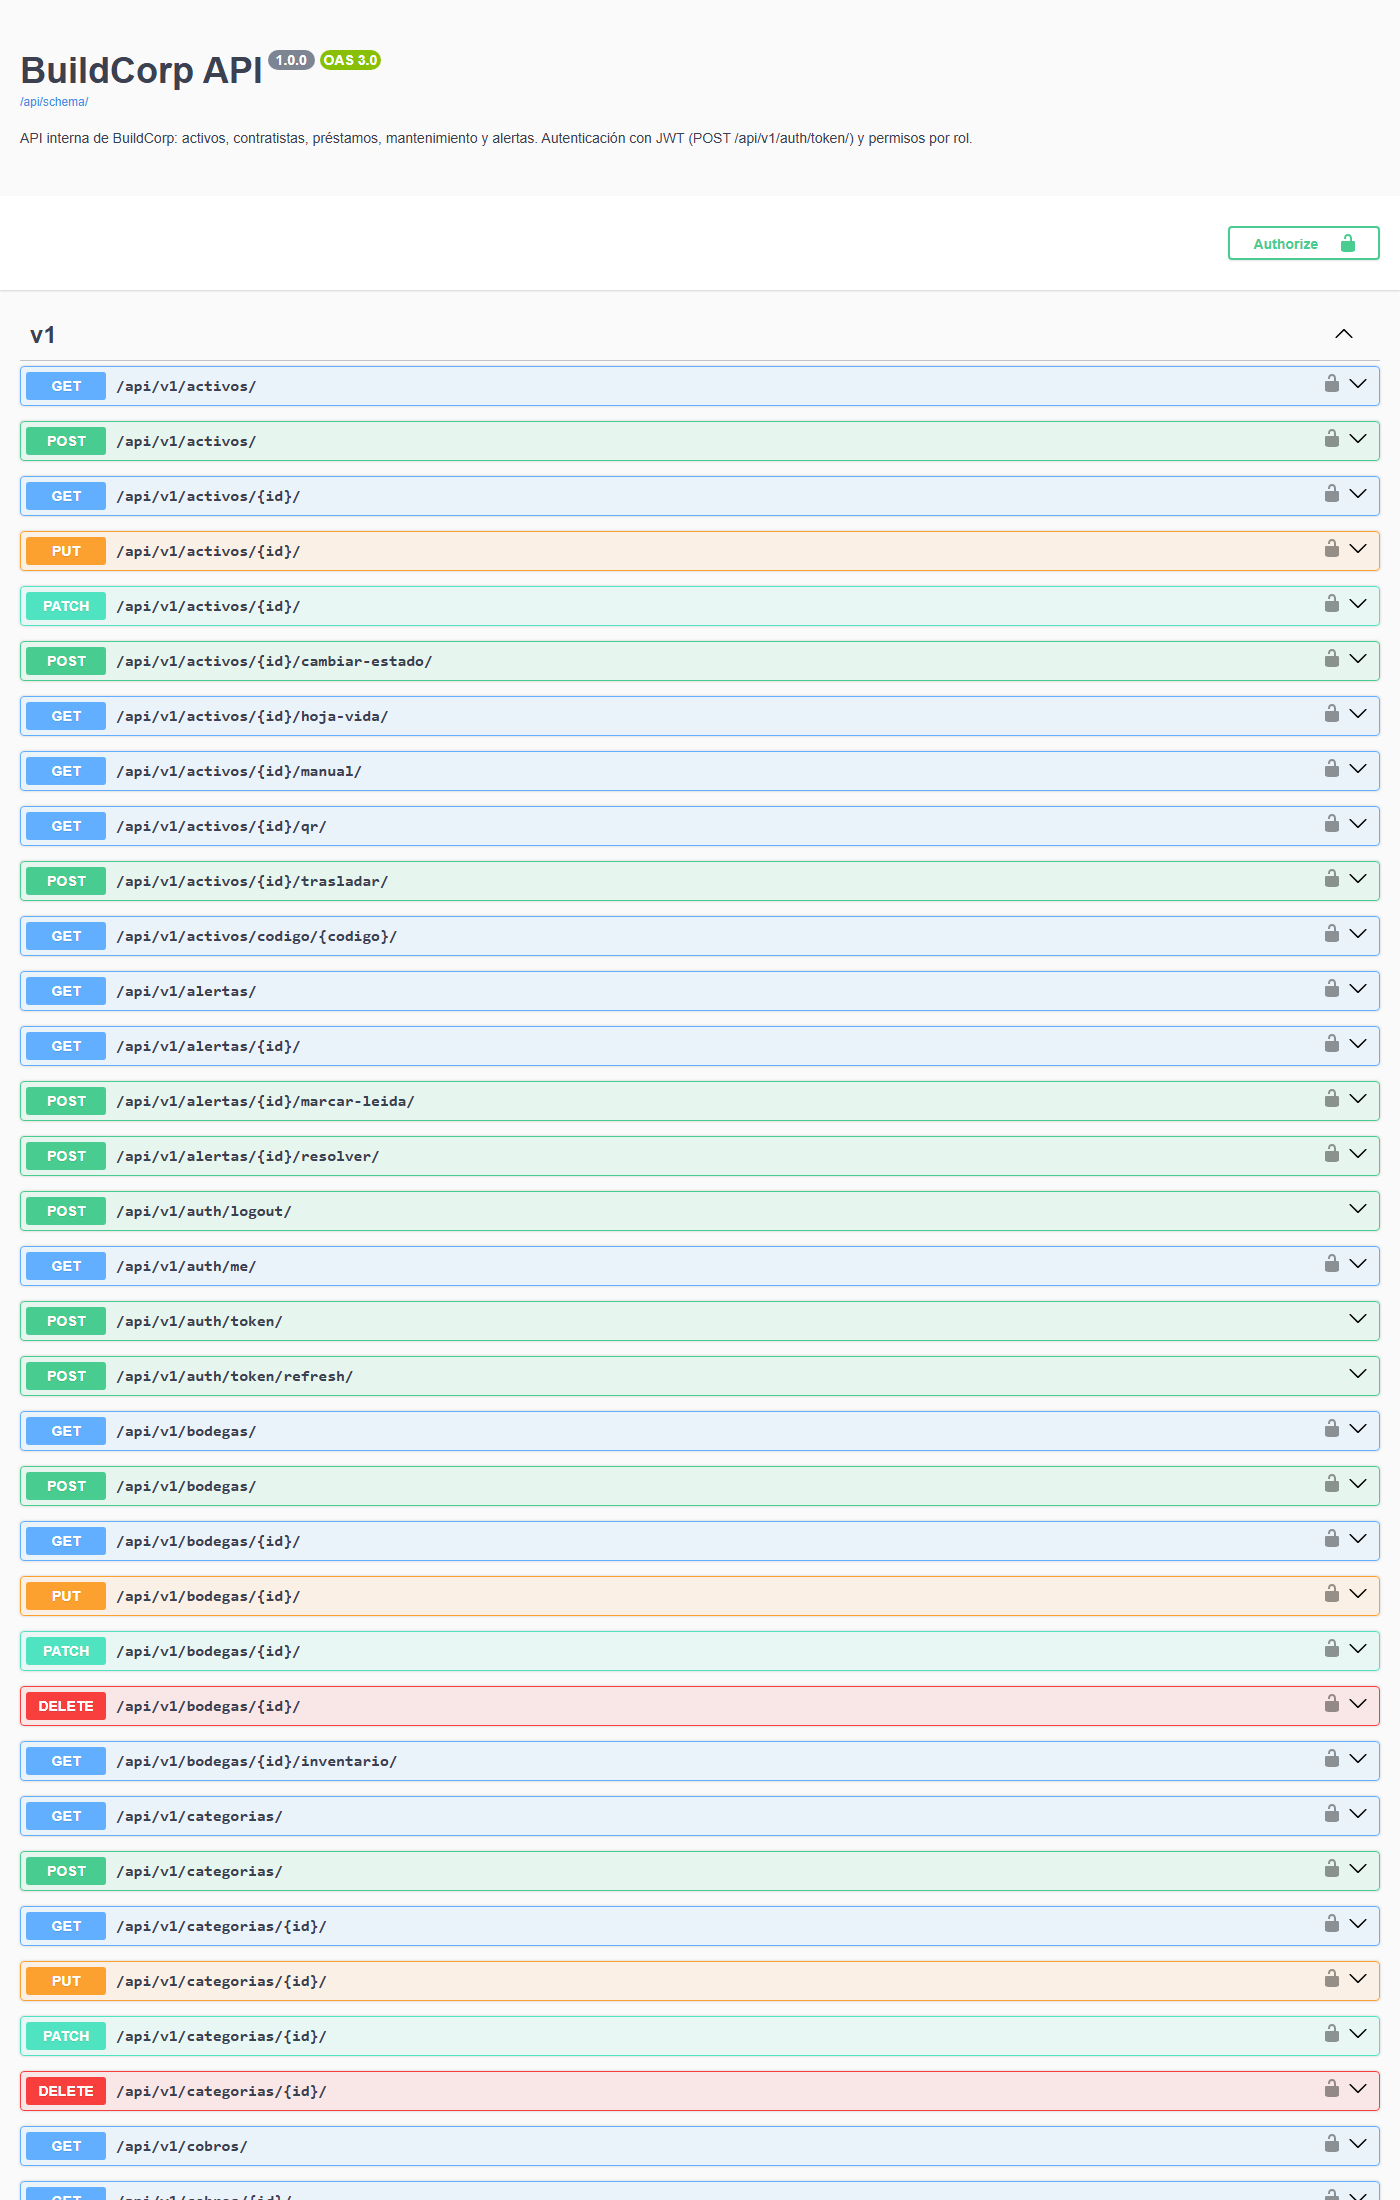 BuildCorp API 1.0.0 OAS 3.0
/api/schema/
API interna de BuildCorp: activos, contratistas, préstamos, mantenimiento y alertas. Autenticación con JWT (POST /api/v1/auth/token/) y permisos por rol.
Authorize
v1
GET /api/v1/activos/
POST /api/v1/activos/
GET /api/v1/activos/{id}/
PUT /api/v1/activos/{id}/
PATCH /api/v1/activos/{id}/
POST /api/v1/activos/{id}/cambiar-estado/
GET /api/v1/activos/{id}/hoja-vida/
GET /api/v1/activos/{id}/manual/
GET /api/v1/activos/{id}/qr/
POST /api/v1/activos/{id}/trasladar/
GET /api/v1/activos/codigo/{codigo}/
GET /api/v1/alertas/
GET /api/v1/alertas/{id}/
POST /api/v1/alertas/{id}/marcar-leida/
POST /api/v1/alertas/{id}/resolver/
POST /api/v1/auth/logout/
GET /api/v1/auth/me/
POST /api/v1/auth/token/
POST /api/v1/auth/token/refresh/
GET /api/v1/bodegas/
POST /api/v1/bodegas/
GET /api/v1/bodegas/{id}/
PUT /api/v1/bodegas/{id}/
PATCH /api/v1/bodegas/{id}/
DELETE /api/v1/bodegas/{id}/
GET /api/v1/bodegas/{id}/inventario/
GET /api/v1/categorias/
POST /api/v1/categorias/
GET /api/v1/categorias/{id}/
PUT /api/v1/categorias/{id}/
PATCH /api/v1/categorias/{id}/
DELETE /api/v1/categorias/{id}/
GET /api/v1/cobros/
GET /api/v1/cobros/{id}/